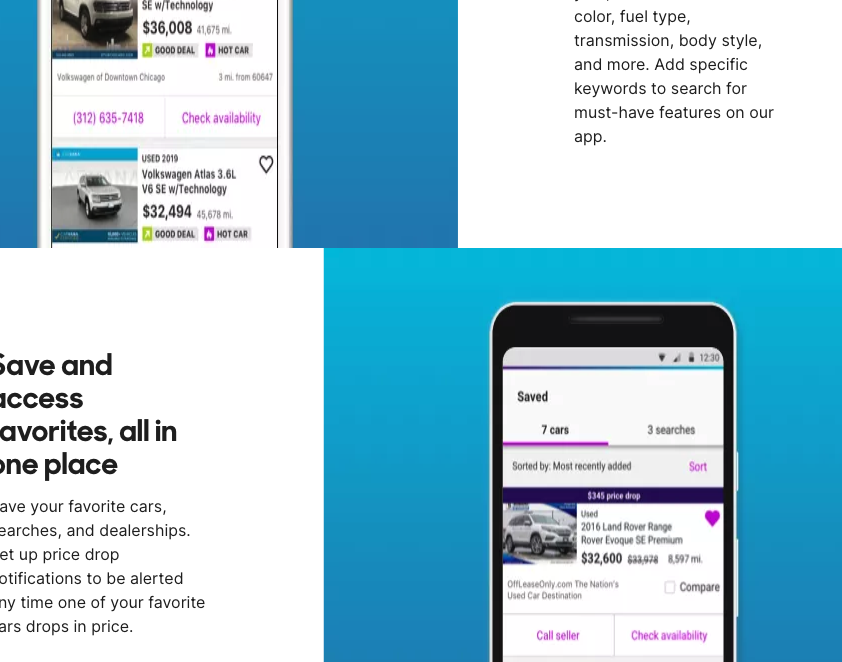 SE w/Technology
$36,008 41,675 mi.
GOOD DEAL HOT CAR
Volkswagen of Downtown Chicago 3 mi. from 60647
(312) 635-7418 Check availability
USED 2019
Volkswagen Atlas 3.6L
V6 SE w/Technology
$32,494 45,678 mi.
GOOD DEAL HOT CAR
color, fuel type,
transmission, body style,
and more. Add specific
keywords to search for
must-have features on our
app.
Save and
access
favorites, all in
one place
ave your favorite cars,
earches, and dealerships.
et up price drop
otifications to be alerted
ny time one of your favorite
ars drops in price.
12:30
Saved
7 cars 3 searches
Sorted by: Most recently added Sort
$345 price drop
Used
2016 Land Rover Range
Rover Evoque SE Premium
$32,600 $33,978 8,597 mi.
OffLeaseOnly.com The Nation's
Used Car Destination
Compare
Call seller Check availability